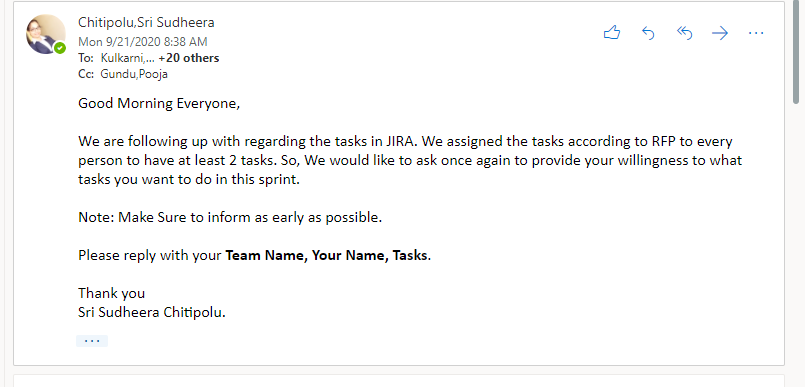 Chitipolu,Sri Sudheera
Mon 9/21/2020 8:38 AM
To: Kulkarni,... +20 others
Cc: Gundu,Pooja
Good Morning Everyone,
We are following up with regarding the tasks in JIRA. We assigned the tasks according to RFP to every
person to have at least 2 tasks. So, We would like to ask once again to provide your willingness to what
tasks you want to do in this sprint.
Note: Make Sure to inform as early as possible.
Please reply with your Team Name, Your Name, Tasks.
Thank you
Sri Sudheera Chitipolu.